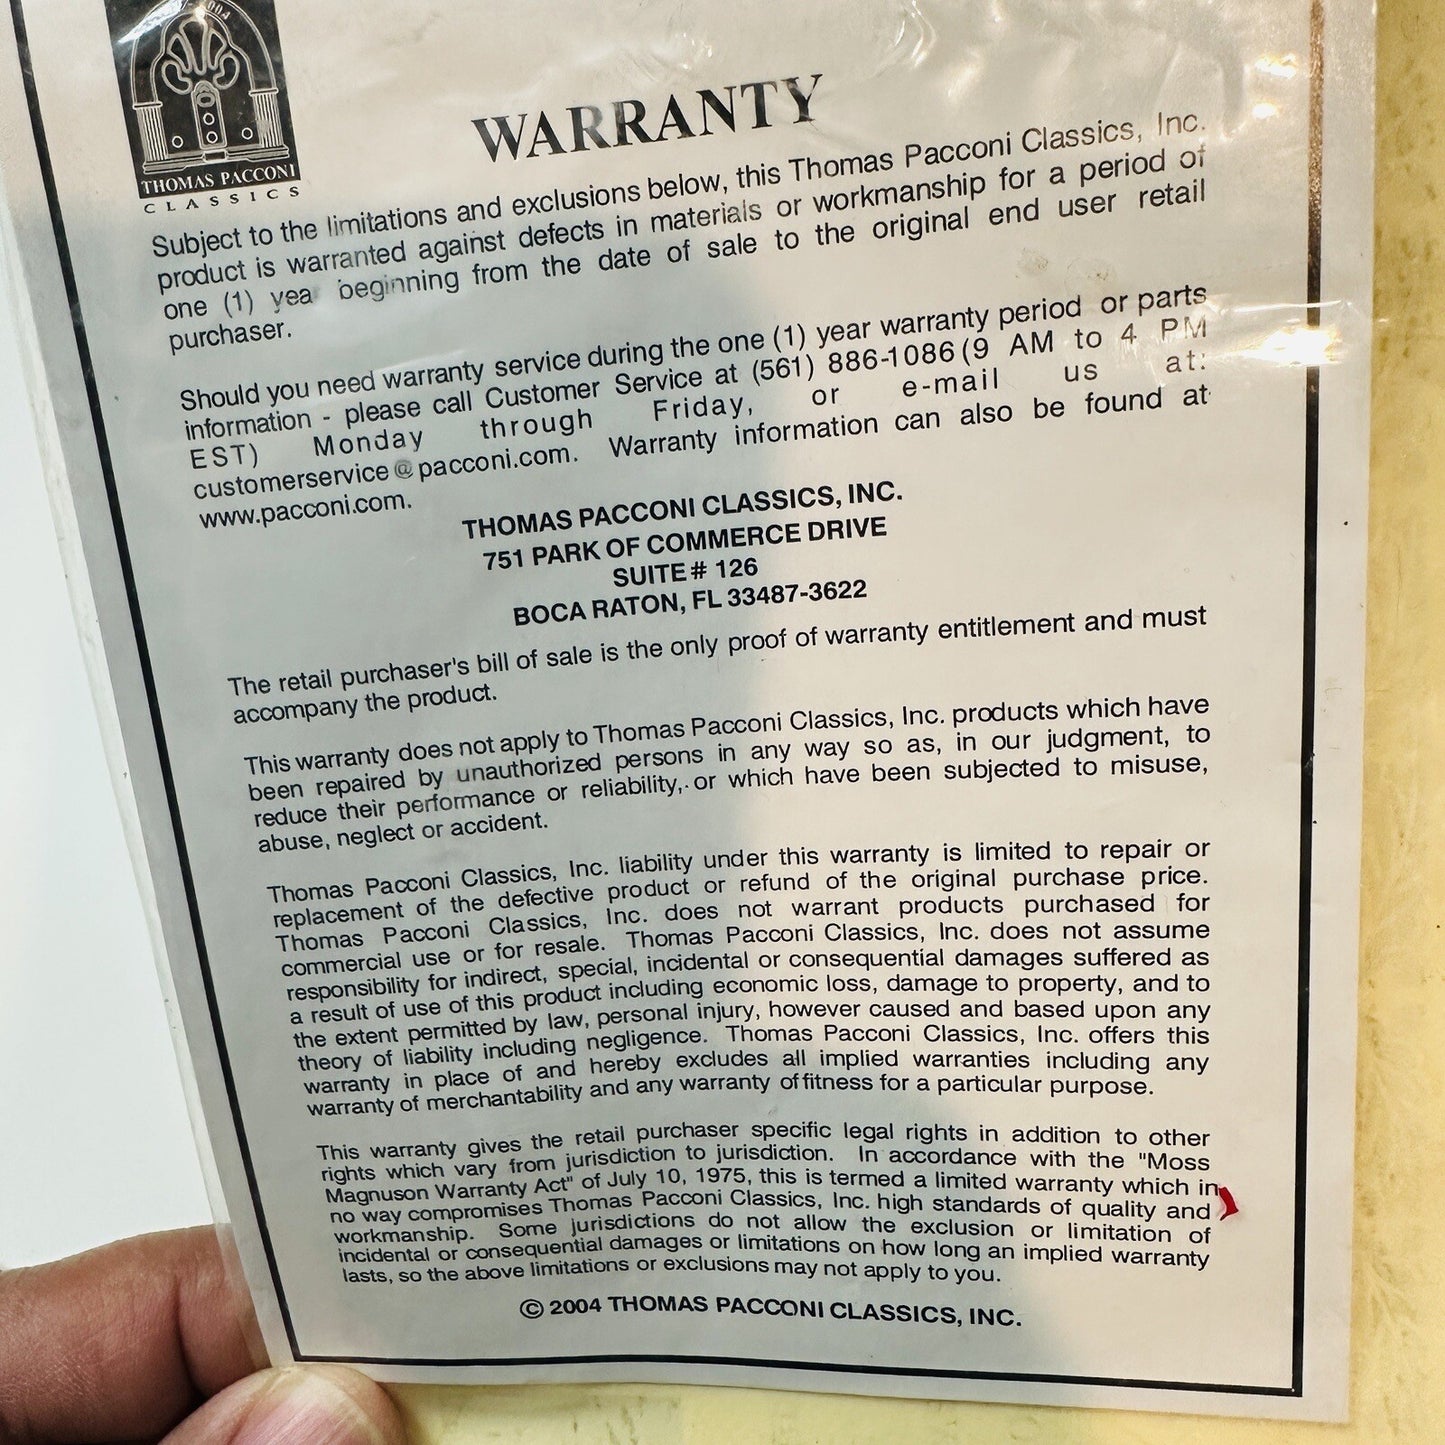 2004
THOMAS PACCONI
CLASSICS
WARRANTY
Subject to the limitations and exclusions below, this Thomas Pacconi Classics, Inc.
product is warranted against defects in materials or workmanship for a period of
one (1) yea beginning from the date of sale to the original end user retail
purchaser.
Should you need warranty service during the one (1) year warranty period or parts
information - please call Customer Service at (561) 886-1086 (9 AM to 4 PM
EST) Monday through Friday, or e-mail us at:
customerservice@pacconi.com. Warranty information can also be found at
www.pacconi.com.
THOMAS PACCONI CLASSICS, INC.
751 PARK OF COMMERCE DRIVE
SUITE# 126
BOCA RATON, FL 33487-3622
The retail purchaser's bill of sale is the only proof of warranty entitlement and must
accompany the product.
This warranty does not apply to Thomas Pacconi Classics, Inc. products which have
been repaired by unauthorized persons in any way so as, in our judgment, to
reduce their performance or reliability, or which have been subjected to misuse,
abuse, neglect or accident.
Thomas Pacconi Classics, Inc. liability under this warranty is limited to repair or
replacement of the defective product or refund of the original purchase price.
Thomas Pacconi Classics, Inc. does not warrant products purchased for
commercial use or for resale. Thomas Pacconi Classics, Inc. does not assume
responsibility for indirect, special, incidental or consequential damages suffered as
a result of use of this product including economic loss, damage to property, and to
the extent permitted by law, personal injury, however caused and based upon any
theory of liability including negligence. Thomas Pacconi Classics, Inc. offers this
warranty in place of and hereby excludes all implied warranties including any
warranty of merchantability and any warranty of fitness for a particular purpose.
This warranty gives the retail purchaser specific legal rights in addition to other
rights which vary from jurisdiction to jurisdiction. In accordance with the "Moss
Magnuson Warranty Act" of July 10, 1975, this is termed a limited warranty which in
no way compromises Thomas Pacconi Classics, Inc. high standards of quality and
workmanship. Some jurisdictions do not allow the exclusion or limitation of
incidental or consequential damages or limitations on how long an implied warranty
lasts, so the above limitations or exclusions may not apply to you.
© 2004 THOMAS PACCONI CLASSICS, INC.